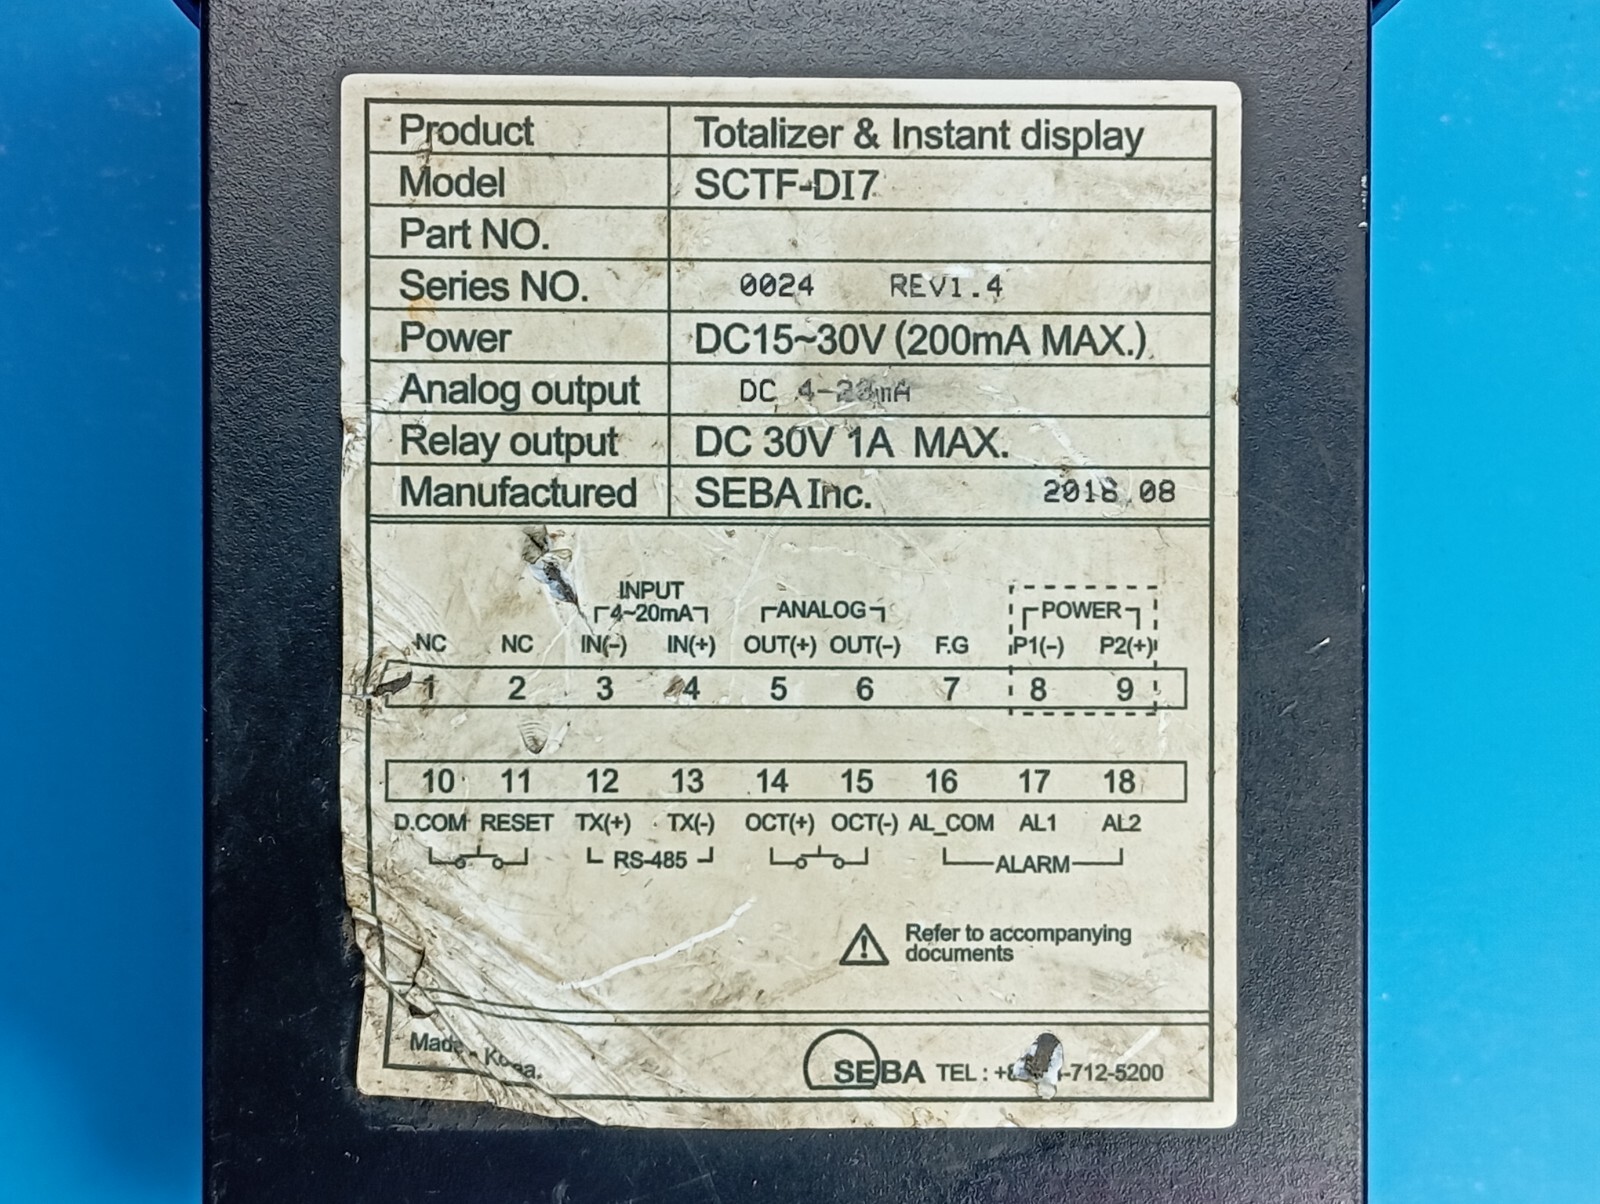 Product Totalizer & Instant display
Model SCTF-DI7
Part NO.
Series NO. 0024 REV1.4
Power DC15~30V (200mA MAX.)
Analog output DC 4-20mA
Relay output DC 30V 1A MAX.
Manufactured SEBA Inc. 2018.08
INPUT
4~20mA ANALOG POWER
NC NC IN(-) IN(+) OUT(+) OUT(-) F.G P1(-) P2(+)
1 2 3 4 5 6 7 8 9
10 11 12 13 14 15 16 17 18
D.COM RESET TX(+) TX(-) OCT(+) OCT(-) AL_COM AL1 AL2
RS-485 ALARM
Refer to accompanying
documents
Korea.
SEBA TEL : -712-5200